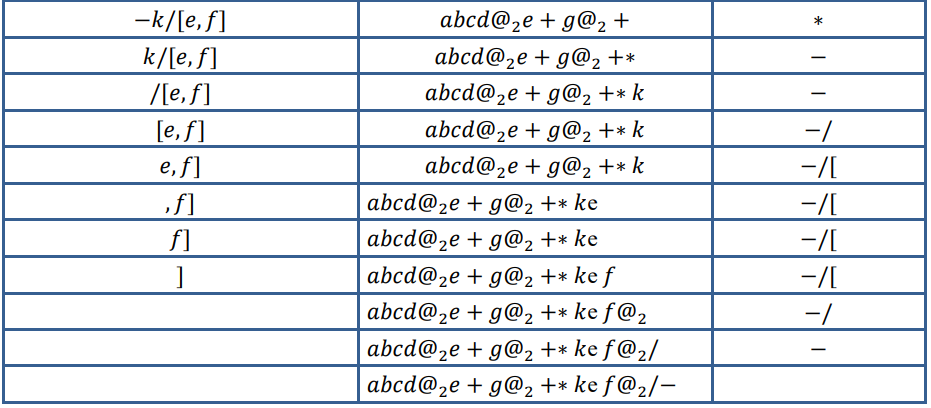 −k/[e, f] abcd@₂e + g@₂ + *
k/[e, f] abcd@₂e + g@₂ +* −
/[e, f] abcd@₂e + g@₂ +* k −
[e, f] abcd@₂e + g@₂ +* k −/
e, f] abcd@₂e + g@₂ +* k −/[
, f] abcd@₂e + g@₂ +* ke −/[
f] abcd@₂e + g@₂ +* ke −/[
] abcd@₂e + g@₂ +* ke f −/[
abcd@₂e + g@₂ +* ke f@₂ −/
abcd@₂e + g@₂ +* ke f@₂/ −
abcd@₂e + g@₂ +* ke f@₂/−